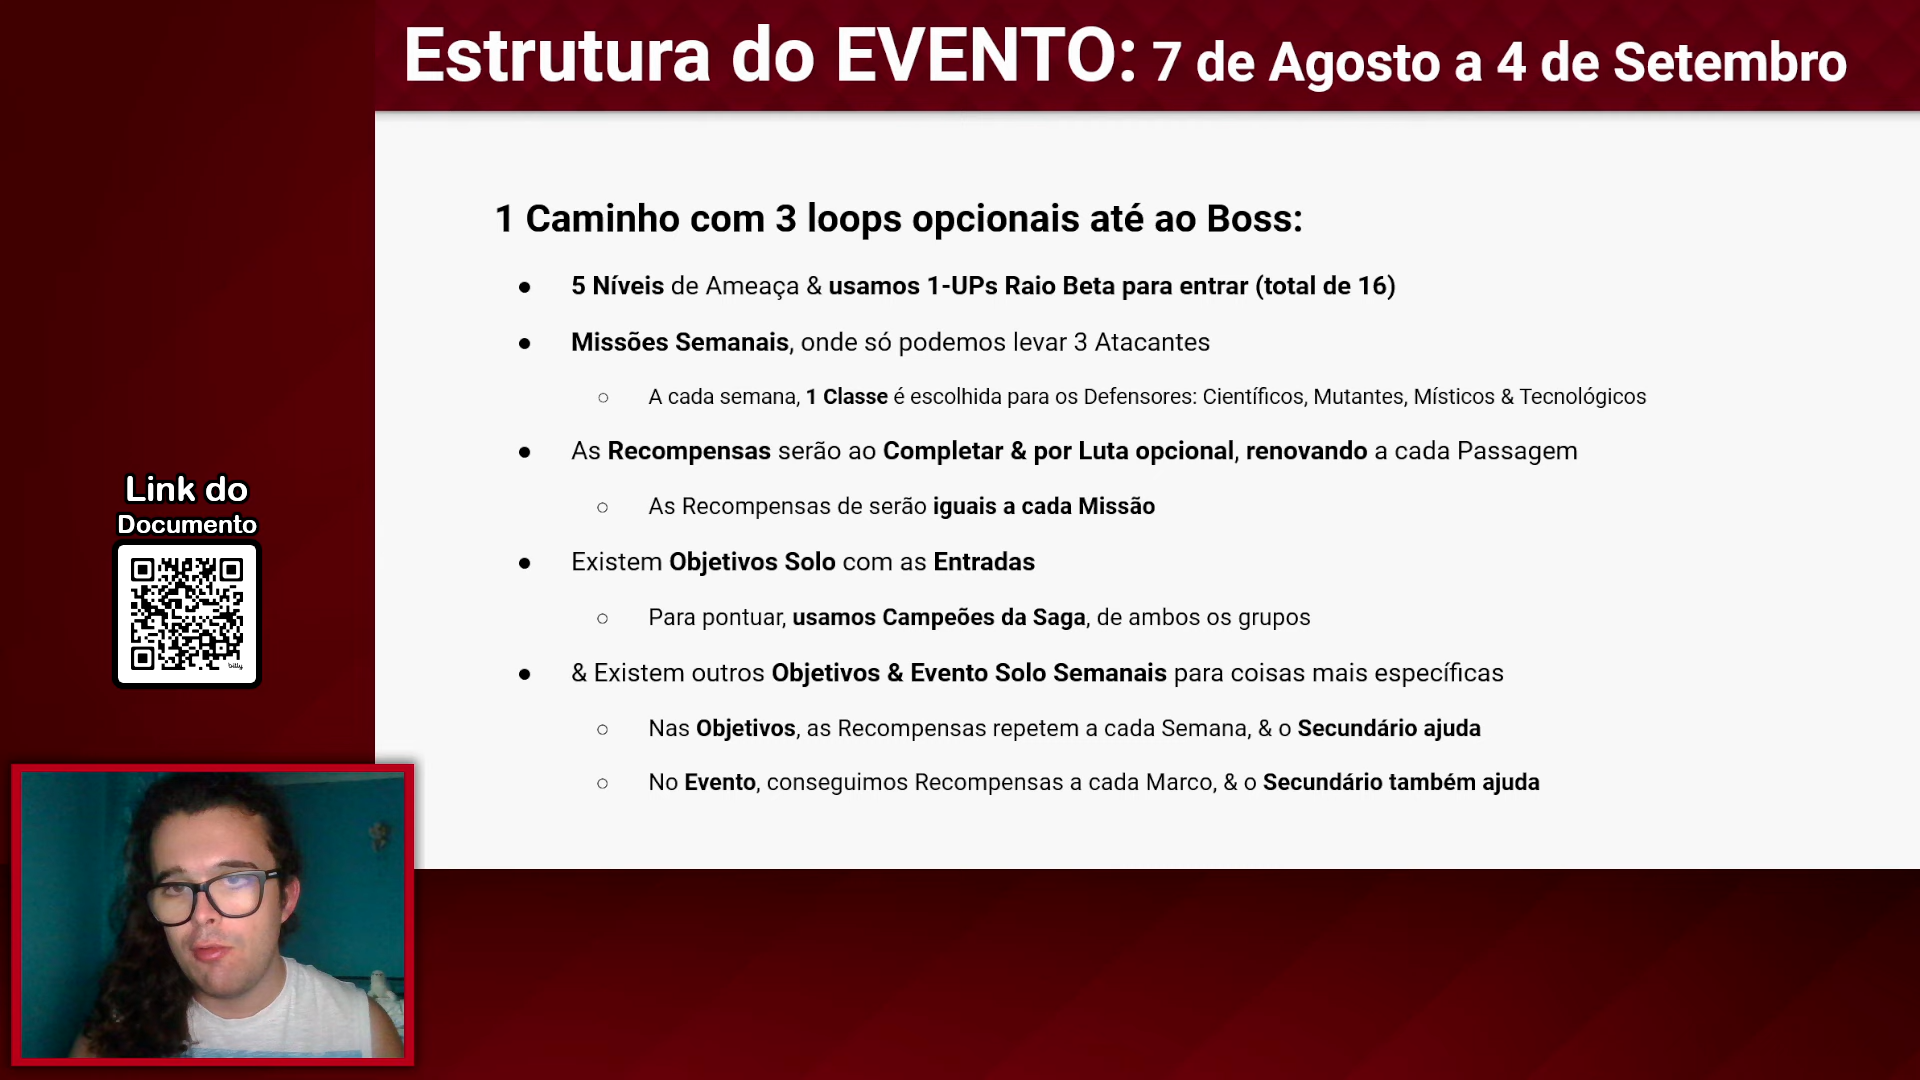 Estrutura do EVENTO: 7 de Agosto a 4 de Setembro
1 Caminho com 3 loops opcionais até ao Boss:
● 5 Níveis de Ameaça & usamos 1-UPs Raio Beta para entrar (total de 16)
● Missões Semanais, onde só podemos levar 3 Atacantes
○ A cada semana, 1 Classe é escolhida para os Defensores: Científicos, Mutantes, Místicos & Tecnológicos
● As Recompensas serão ao Completar & por Luta opcional, renovando a cada Passagem
○ As Recompensas de serão iguais a cada Missão
● Existem Objetivos Solo com as Entradas
○ Para pontuar, usamos Campeões da Saga, de ambos os grupos
● & Existem outros Objetivos & Evento Solo Semanais para coisas mais específicas
○ Nas Objetivos, as Recompensas repetem a cada Semana, & o Secundário ajuda
○ No Evento, conseguimos Recompensas a cada Marco, & o Secundário também ajuda
Link do
Documento
bitly